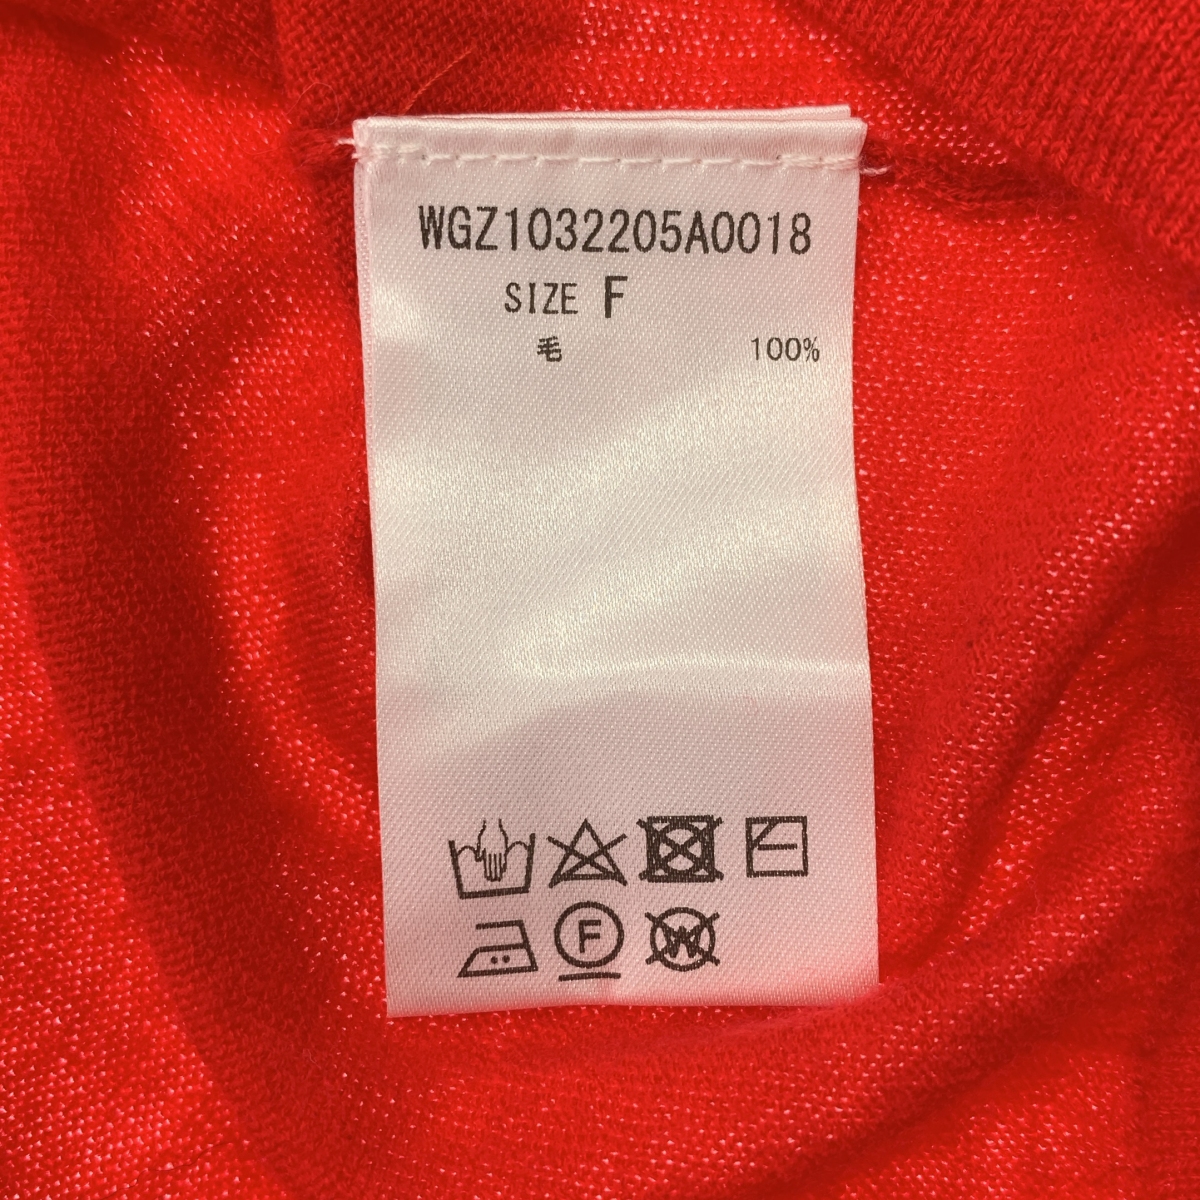 WGZ1032205A0018
SIZE F
毛 100%
F
W